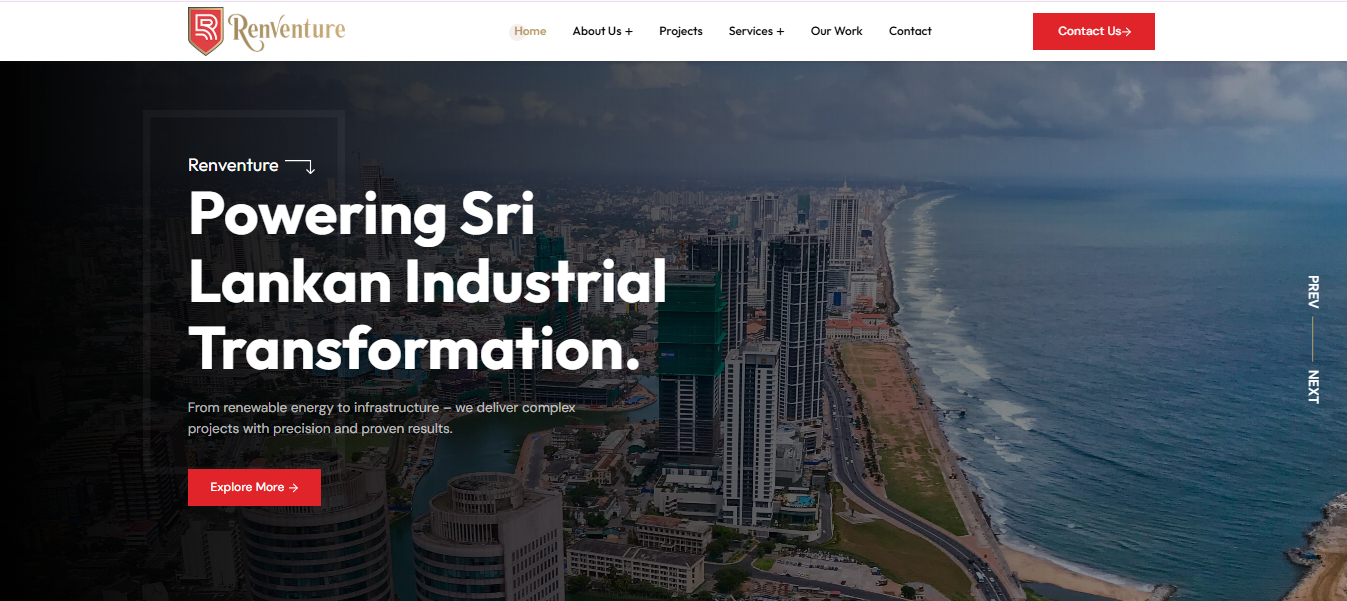 Renventure
Home
About Us +
Projects
Services +
Our Work
Contact
Contact Us→
Renventure
Powering Sri
Lankan Industrial
Transformation.
From renewable energy to infrastructure – we deliver complex
projects with precision and proven results.
Explore More →
PREV
NEXT